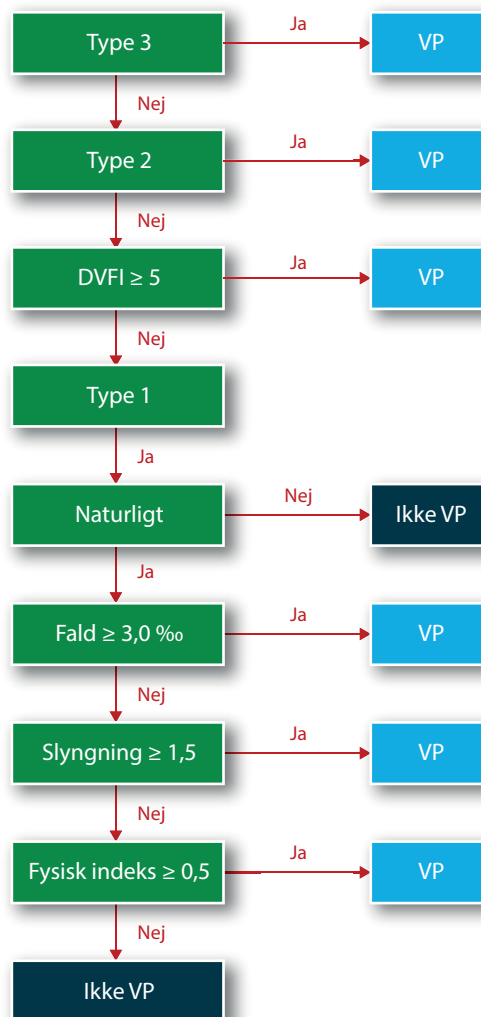 Type 3
Ja
VP
Nej
Type 2
Ja
VP
Nej
DVFI ≥ 5
Ja
VP
Nej
Type 1
Ja
Naturligt
Nej
Ikke VP
Ja
Fald ≥ 3,0 ‰
Ja
VP
Nej
Slyngning ≥ 1,5
Ja
VP
Nej
Fysisk indeks ≥ 0,5
Ja
VP
Nej
Ikke VP